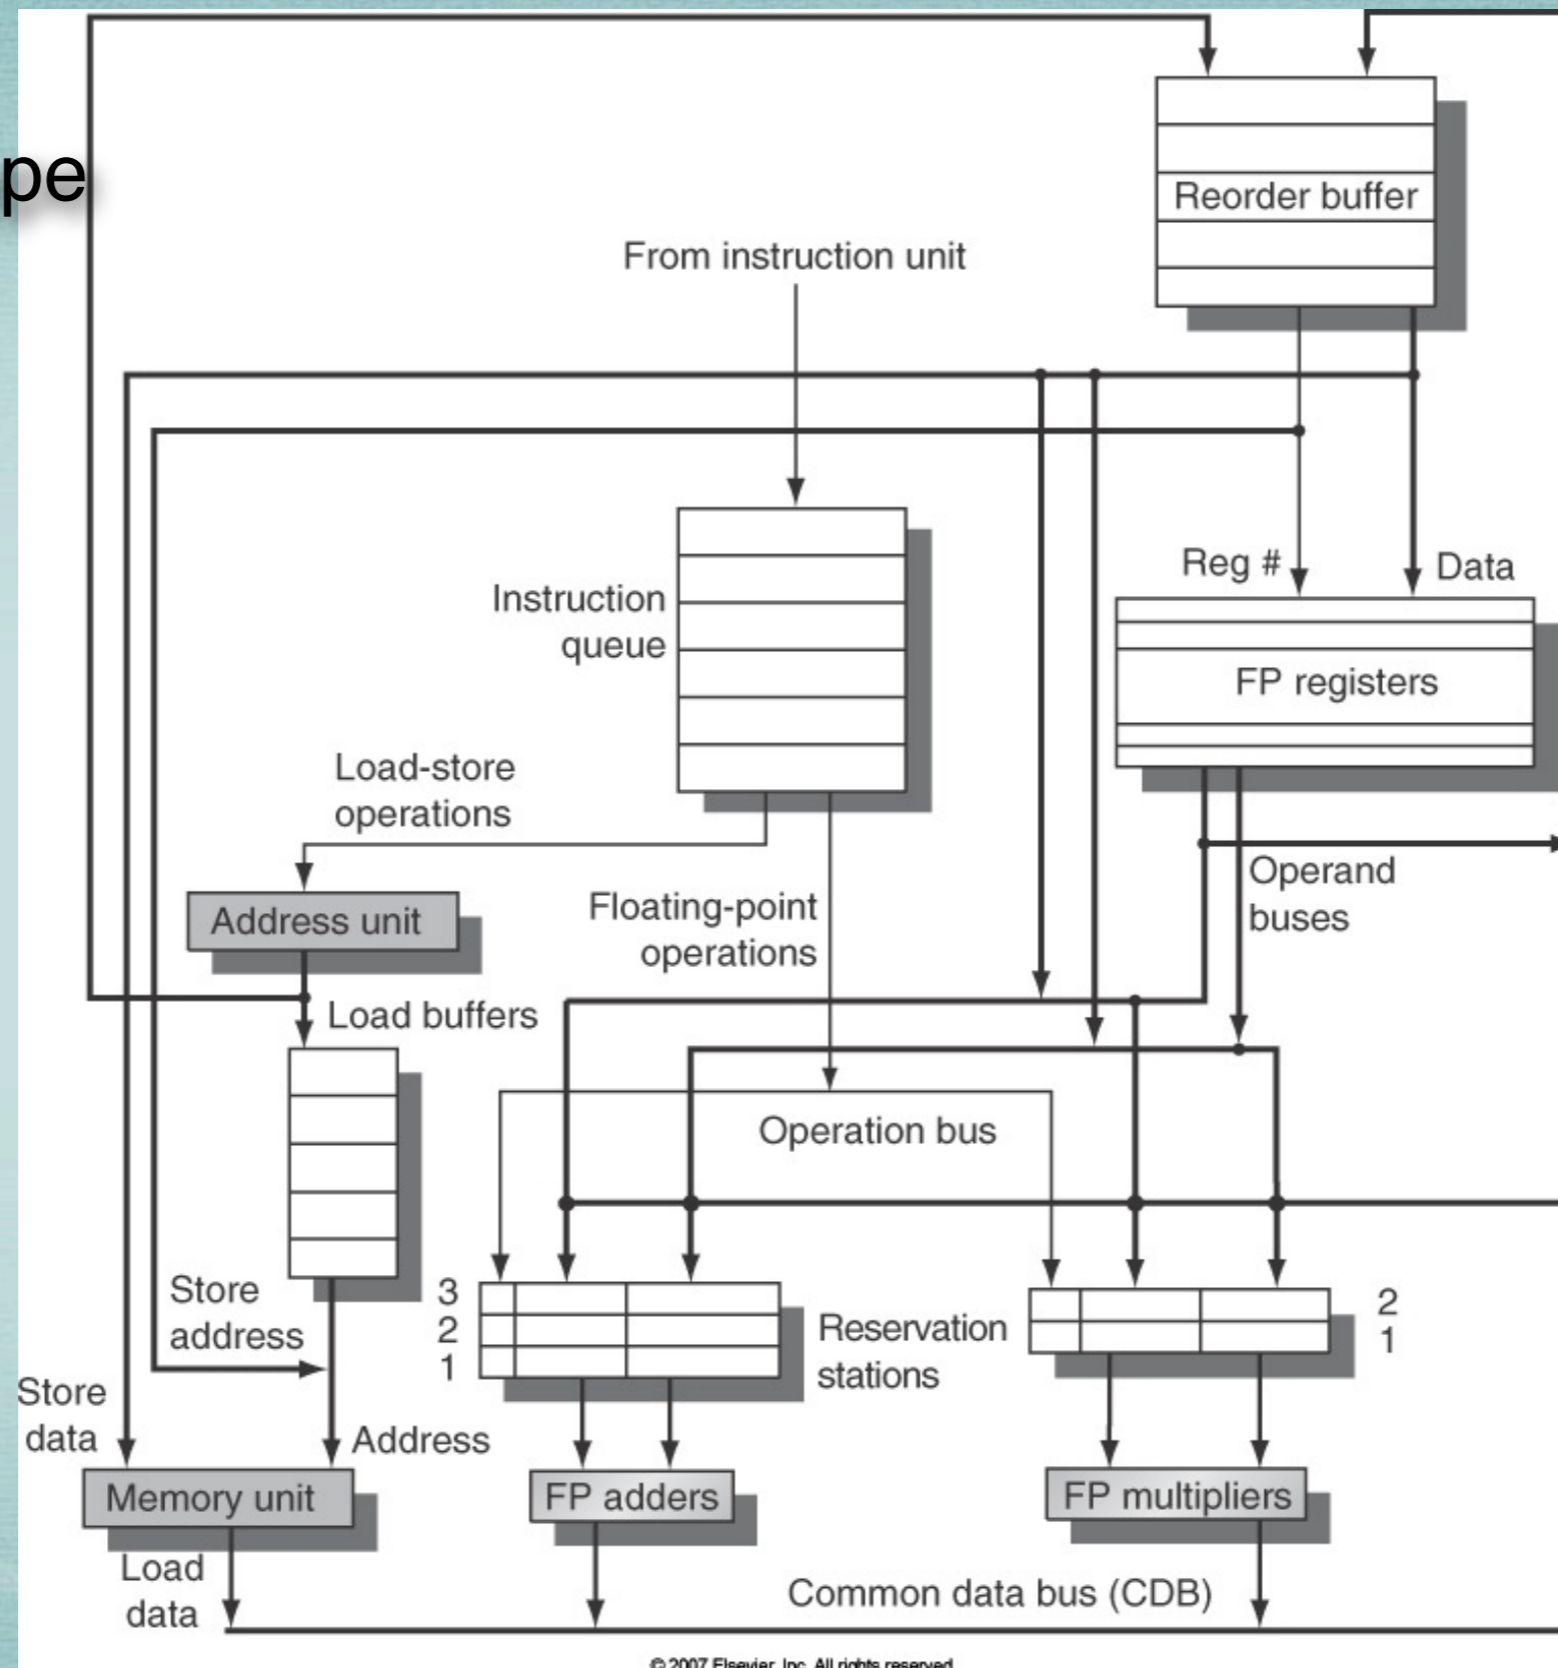 pe
Reorder buffer
From instruction unit
Reg #
Data
Instruction
queue
FP registers
Load-store
operations
Operand
buses
Address unit
Floating-point
operations
Load buffers
Operation bus
Store
address
3
2
1
Reservation
stations
2
1
Store
data
Address
Memory unit
FP adders
FP multipliers
Load
data
Common data bus (CDB)
© 2007 Elsevier, Inc. All rights reserved